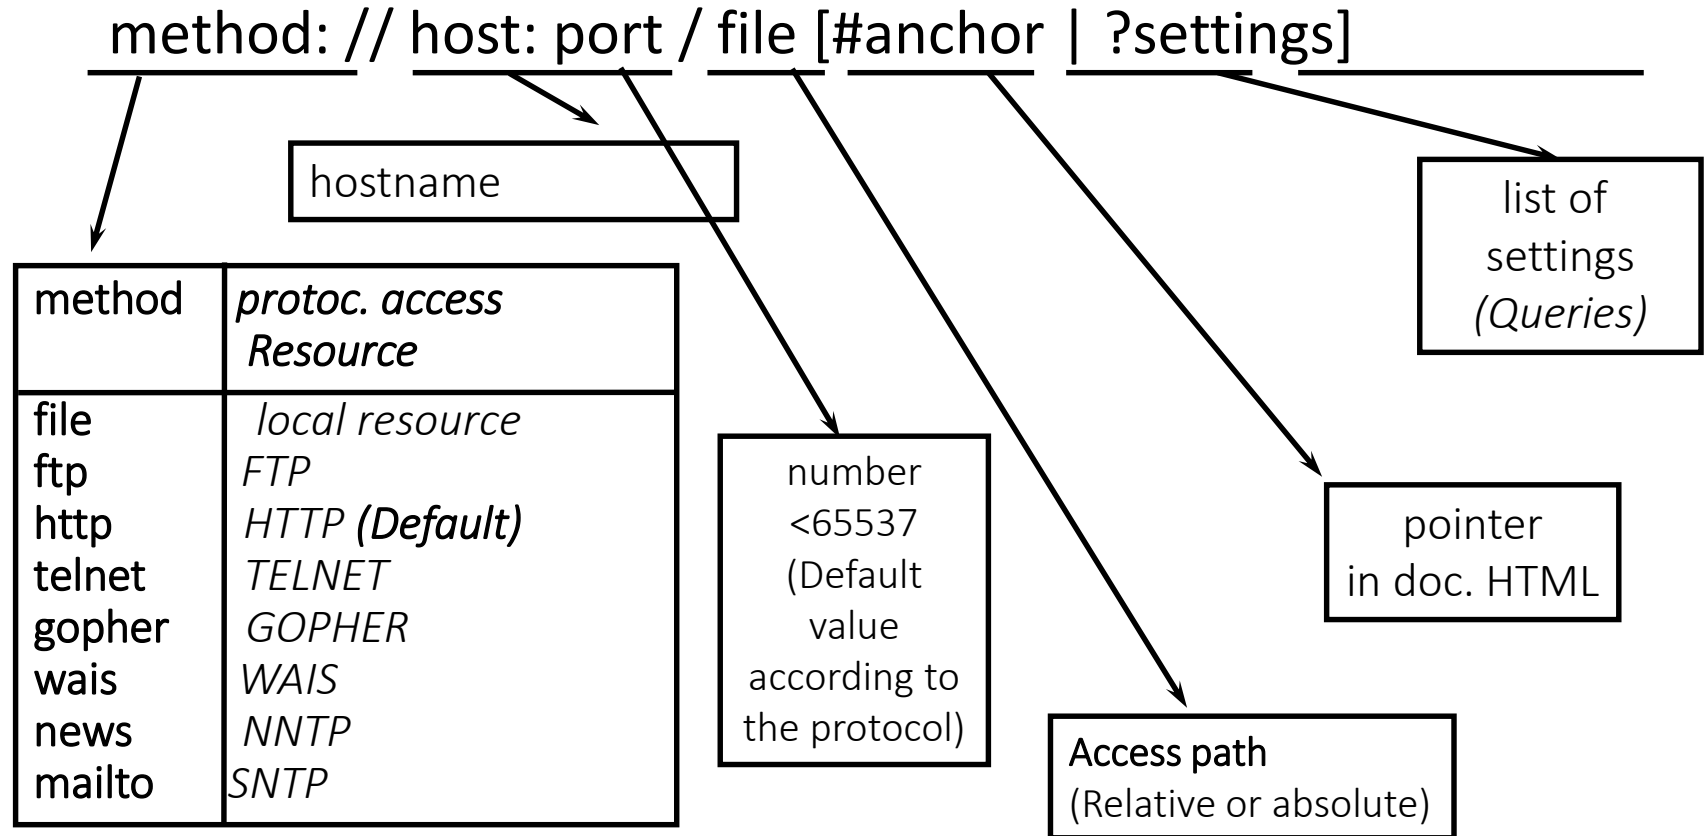 method: // host: port / file [#anchor | ?settings]
hostname
list of
settings
(Queries)
method protoc. access
Resource
file local resource
ftp FTP
http HTTP (Default)
telnet TELNET
gopher GOPHER
wais WAIS
news NNTP
mailto SNTP
number
<65537
(Default
value
according to
the protocol)
pointer
in doc. HTML
Access path
(Relative or absolute)